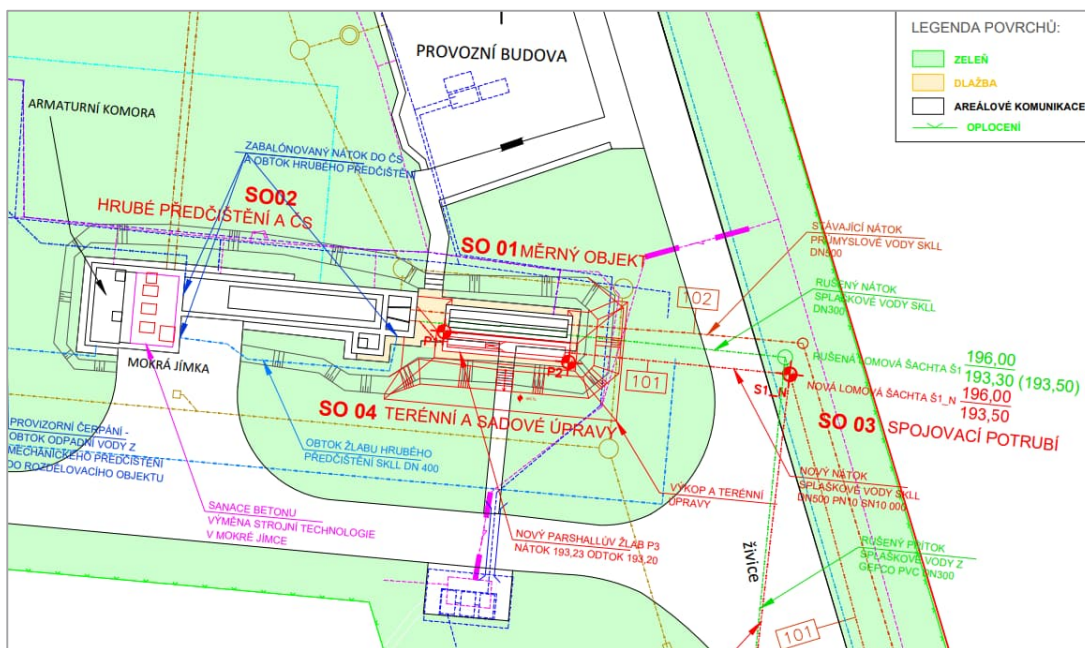 PROVOZNÍ BUDOVA
LEGENDA POVRCHŮ:
ZELEŇ
DLAŽBA
AREÁLOVÉ KOMUNIKACE
OPLOCENÍ
ARMATURNÍ KOMORA
ZABALÓNOVANÝ NÁTOK DO ČS
A OBTOK HRUBÉHO PŘEDČIŠTĚNÍ
SO02
HRUBÉ PŘEDČIŠTĚNÍ A ČS
SO 01 MĚRNÝ OBJEKT
STÁVAJÍCÍ NÁTOK
PRŮMYSLOVÉ VODY SKLL
DN500
102
RUŠENÝ NÁTOK
SPLAŠKOVÉ VODY SKLL
DN300
P1
P2
101
RUŠENÁ LOMOVÁ ŠACHTA Š1
196,00
193,30 (193,50)
S1_N
NOVÁ LOMOVÁ ŠACHTA Š1_N
196,00
193,50
MOKRÁ JÍMKA
SO 04 TERÉNNÍ A SADOVÉ ÚPRAVY
SO 03 SPOJOVACÍ POTRUBÍ
PROVIZORNÍ ČERPÁNÍ -
OBTOK ODPADNÍ VODY Z
MECHANICKÉHO PŘEDČIŠTĚNÍ
DO ROZDĚLOVACÍHO OBJEKTU
OBTOK ŽLABU HRUBÉHO
PŘEDČIŠTĚNÍ SKLL DN 400
VÝKOP A TERÉNNÍ
ÚPRAVY
NOVÝ NÁTOK
SPLAŠKOVÉ VODY SKLL
DN500 PN10 SN10 000
SANACE BETONU
VÝMĚNA STROJNÍ TECHNOLOGIE
V MOKRÉ JÍMCE
NOVÝ PARSHALLŮV ŽLAB P3
NÁTOK 193,23 ODTOK 193,20
živice
RUŠENÝ PŘÍTOK
SPLAŠKOVÉ VODY Z
GEPCO PVC DN300
101